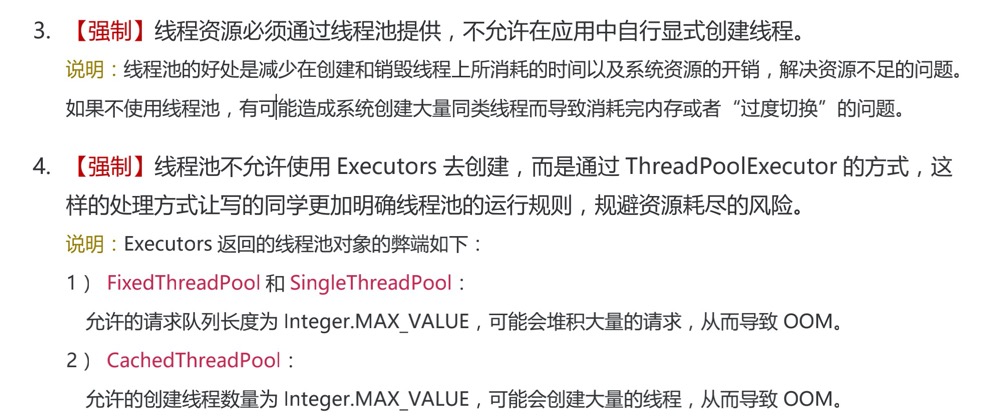 3. 【强制】线程资源必须通过线程池提供，不允许在应用中自行显式创建线程。
说明：线程池的好处是减少在创建和销毁线程上所消耗的时间以及系统资源的开销，解决资源不足的问题。
如果不使用线程池，有可能造成系统创建大量同类线程而导致消耗完内存或者“过度切换”的问题。
4. 【强制】线程池不允许使用 Executors 去创建，而是通过 ThreadPoolExecutor 的方式，这
样的处理方式让写的同学更加明确线程池的运行规则，规避资源耗尽的风险。
说明：Executors 返回的线程池对象的弊端如下：
1） FixedThreadPool 和 SingleThreadPool：
允许的请求队列长度为 Integer.MAX_VALUE，可能会堆积大量的请求，从而导致 OOM。
2） CachedThreadPool：
允许的创建线程数量为 Integer.MAX_VALUE，可能会创建大量的线程，从而导致 OOM。